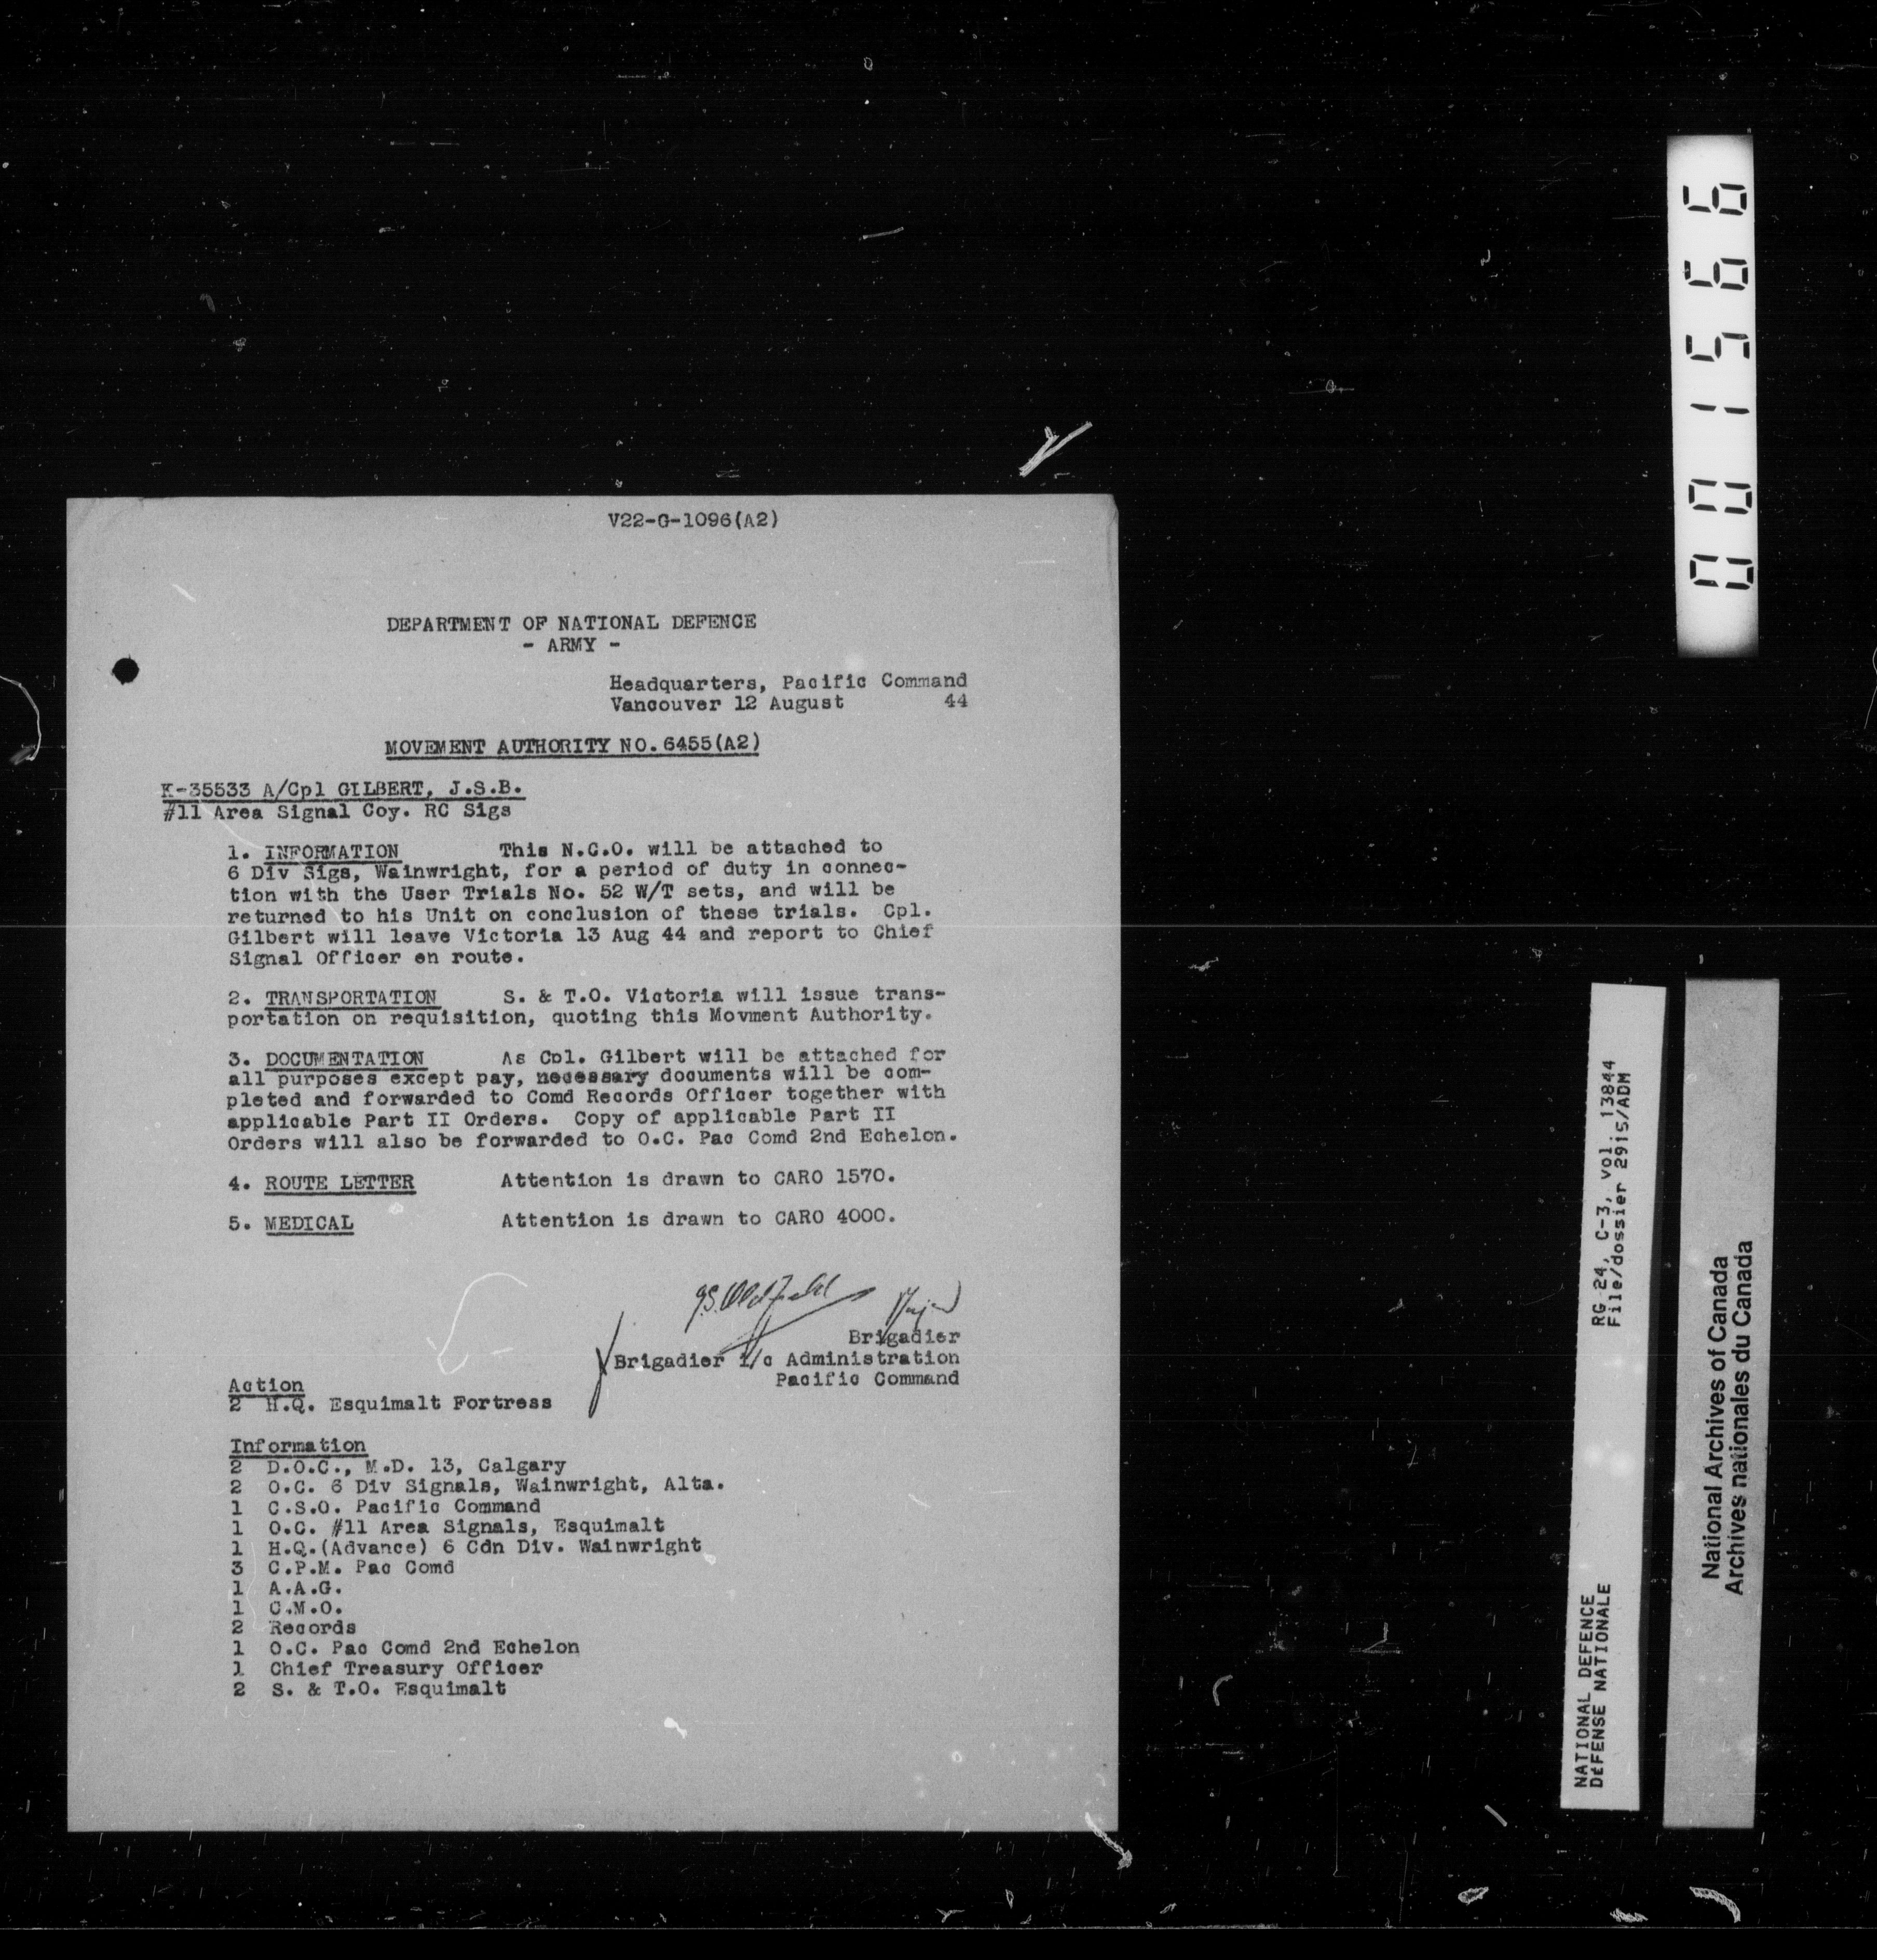 V22-G-1096(A2)
DEPARTMENT OF NATIONAL DEFENCE
- ARMY -
Headquarters, Pacific Command
Vancouver 12 August 44
MOVEMENT AUTHORITY NO.6455(A2)
K-35533 A/Cpl GILBERT, J.S.B.
#11 Area Signal Coy. RC Sigs
1. INFORMATION This N.C.O. will be attached to
6 Div Sigs, Wainwright, for a period of duty in connec-
tion with the User Trials No. 52 W/T sets, and will be
returned to his Unit on conclusion of these trials. Cpl.
Gilbert will leave Victoria 13 Aug 44 and report to Chief
Signal Officer en route.
2. TRANSPORTATION S. & T.O. Victoria will issue trans-
portation on requisition, quoting this Movment Authority.
3. DOCUMENTATION As Cpl. Gilbert will be attached for
all purposes except pay, necessary documents will be com-
pleted and forwarded to Comd Records Officer together with
applicable Part II Orders. Copy of applicable Part II
Orders will also be forwarded to O.C. Pac Comd 2nd Echelon.
4. ROUTE LETTER Attention is drawn to CARO 1570.
5. MEDICAL Attention is drawn to CARO 4000.
Major
Brigadier
Brigadier i/c Administration
Pacific Command
Action
2 H.Q. Esquimalt Fortress
Information
2 D.O.C., M.D. 13, Calgary
2 O.C. 6 Div Signals, Wainwright, Alta.
1 C.S.O. Pacific Command
1 O.C. #11 Area Signals, Esquimalt
1 H.Q.(Advance) 6 Cdn Div. Wainwright
3 C.P.M. Pac Comd
1 A.A.G.
1 C.M.O.
2 Records
1 O.C. Pac Comd 2nd Echelon
1 Chief Treasury Officer
2 S. & T.O. Esquimalt
001566
NATIONAL DEFENCE RG 24, C-3, vol. 13844
DÉFENSE NATIONALE File/dossier 2915/ADM
National Archives of Canada
Archives nationales du Canada